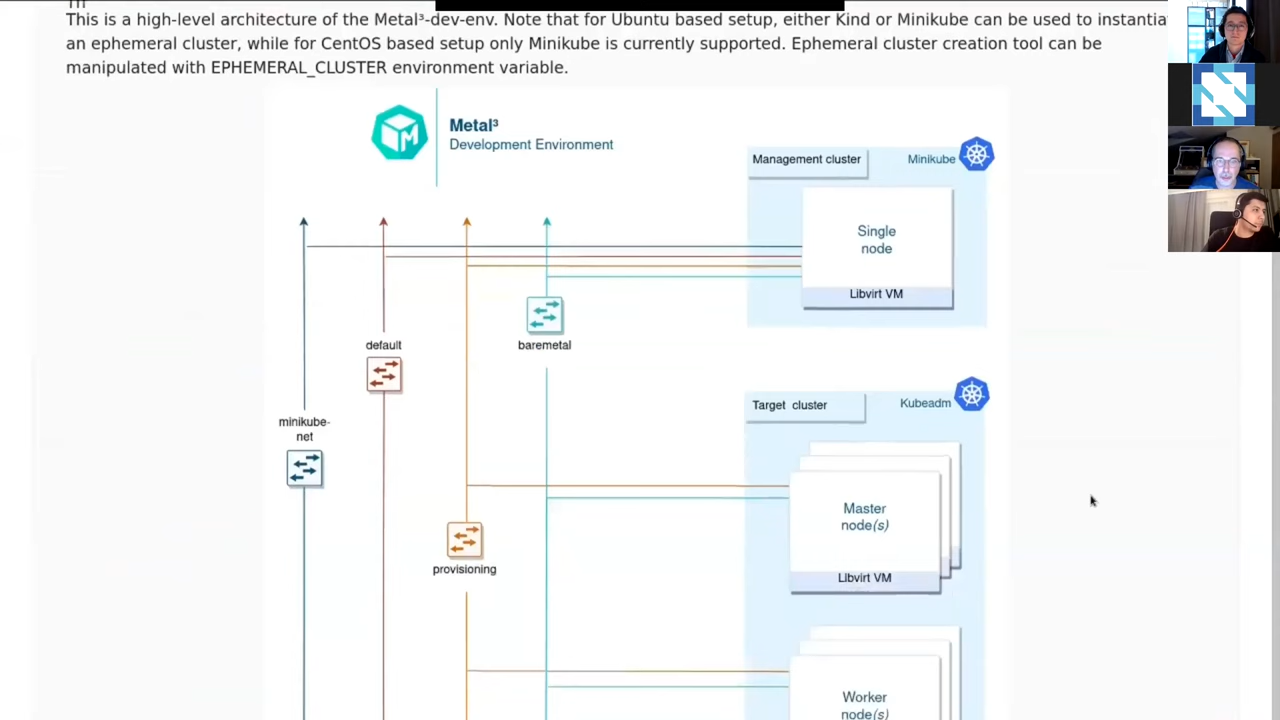 This is a high-level architecture of the Metal³-dev-env. Note that for Ubuntu based setup, either Kind or Minikube can be used to instantia
an ephemeral cluster, while for CentOS based setup only Minikube is currently supported. Ephemeral cluster creation tool can be
manipulated with EPHEMERAL_CLUSTER environment variable.
Metal³
Development Environment
Management cluster
Minikube
Single
node
Libvirt VM
default
baremetal
Target cluster
Kubeadm
minikube-
net
Master
node(s)
Libvirt VM
provisioning
Worker
node(s)